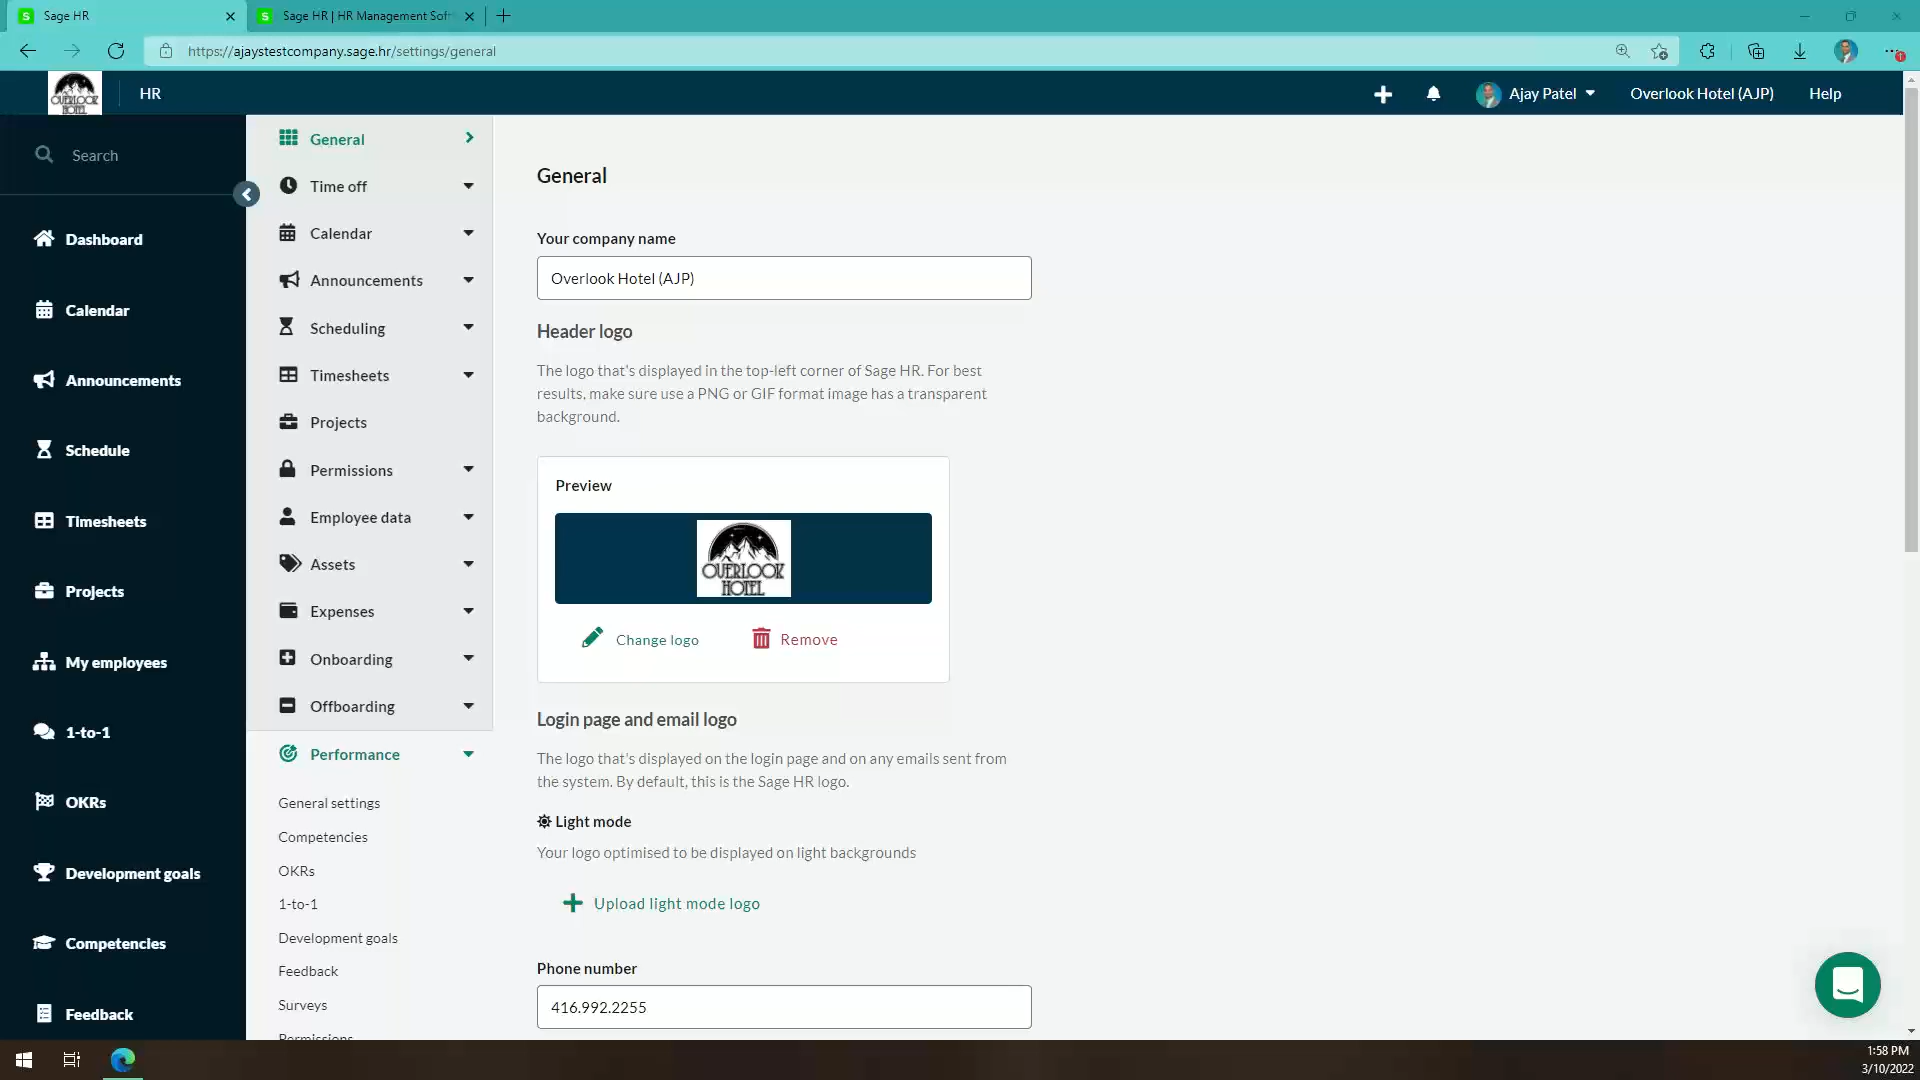 Sage HR
Sage HR | HR Management Soft
https://ajaystestcompany.sage.hr/settings/general
OVERLOOK
HOTEL
HR
Ajay Patel
Overlook Hotel (AJP)
Help
Search
Dashboard
Calendar
Announcements
Schedule
Timesheets
Projects
My employees
1-to-1
OKRs
Development goals
Competencies
Feedback
General
Time off
Calendar
Announcements
Scheduling
Timesheets
Projects
Permissions
Employee data
Assets
Expenses
Onboarding
Offboarding
Performance
General settings
Competencies
OKRs
1-to-1
Development goals
Feedback
Surveys
Permissions
General
Your company name
Overlook Hotel (AJP)
Header logo
The logo that's displayed in the top-left corner of Sage HR. For best
results, make sure use a PNG or GIF format image has a transparent
background.
Preview
OVERLOOK
HOTEL
Change logo
Remove
Login page and email logo
The logo that's displayed on the login page and on any emails sent from
the system. By default, this is the Sage HR logo.
Light mode
Your logo optimised to be displayed on light backgrounds
Upload light mode logo
Phone number
416.992.2255
1:58 PM
3/10/2022